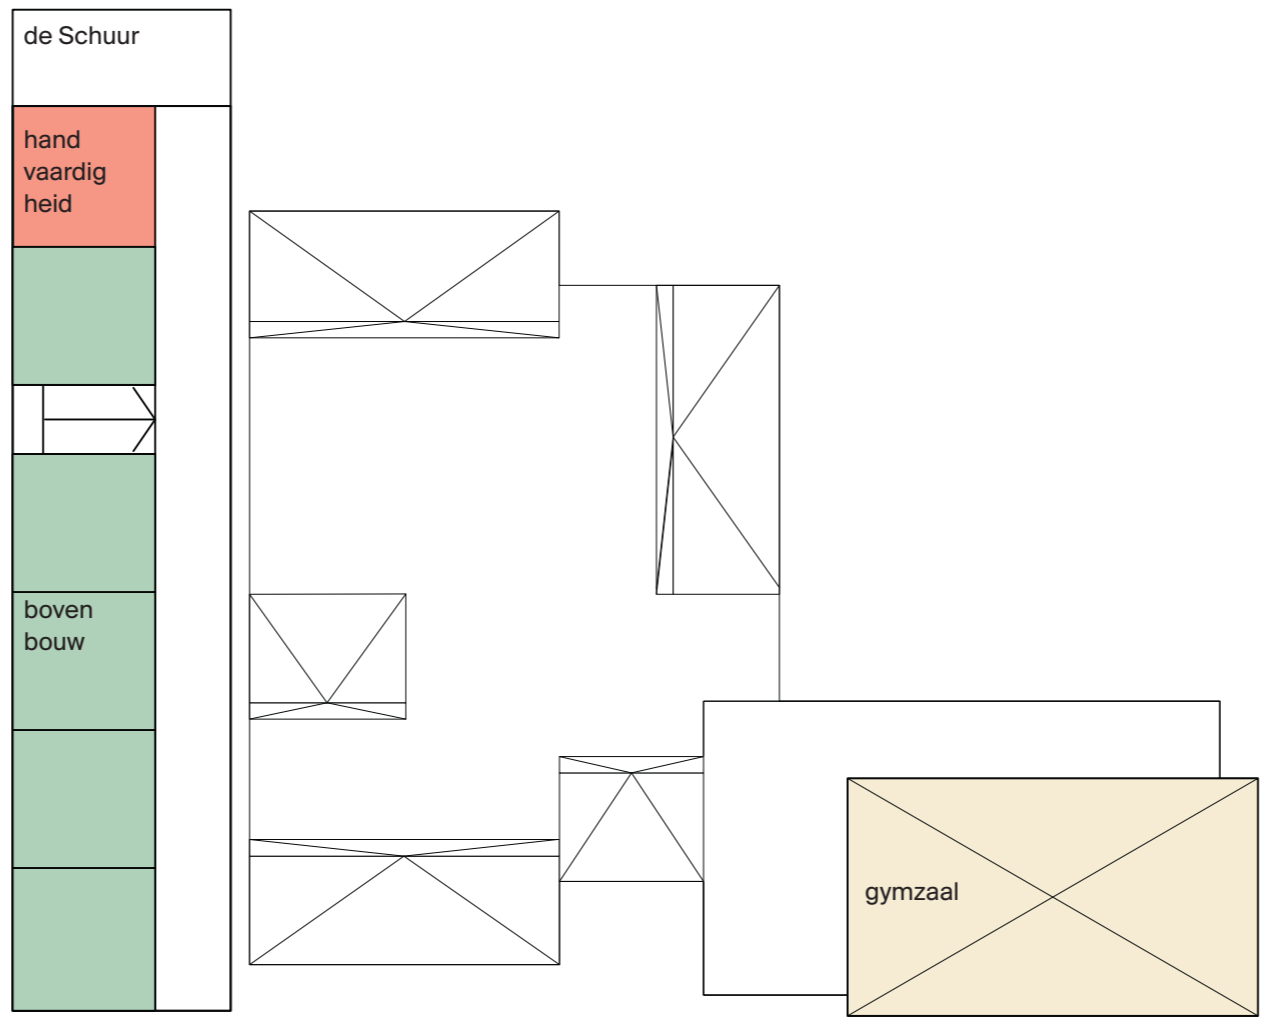 de Schuur
hand
vaardig
heid
boven
bouw
gymzaal